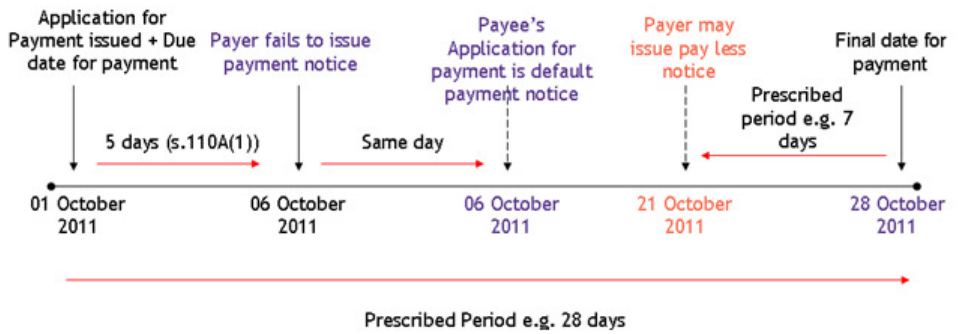 Application for
Payment issued + Due
date for payment
Payer fails to issue
payment notice
Payee's
Application for
payment is default
payment notice
Payer may
issue pay less
notice
Final date for
payment
5 days (s.110A(1))
Same day
Prescribed
period e.g. 7
days
01 October
2011
06 October
2011
06 October
2011
21 October
2011
28 October
2011
Prescribed Period e.g. 28 days